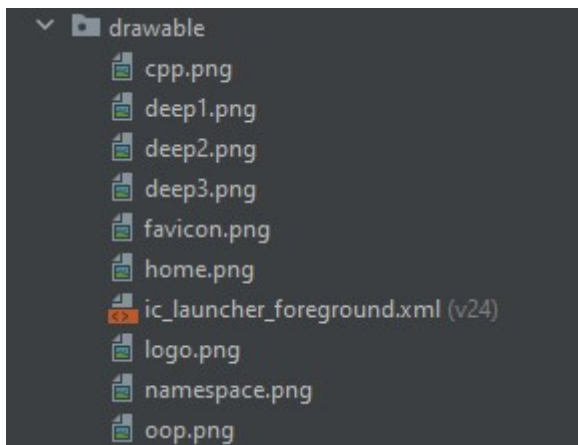 drawable
cpp.png
deep1.png
deep2.png
deep3.png
favicon.png
home.png
ic_launcher_foreground.xml (v24)
logo.png
namespace.png
oop.png